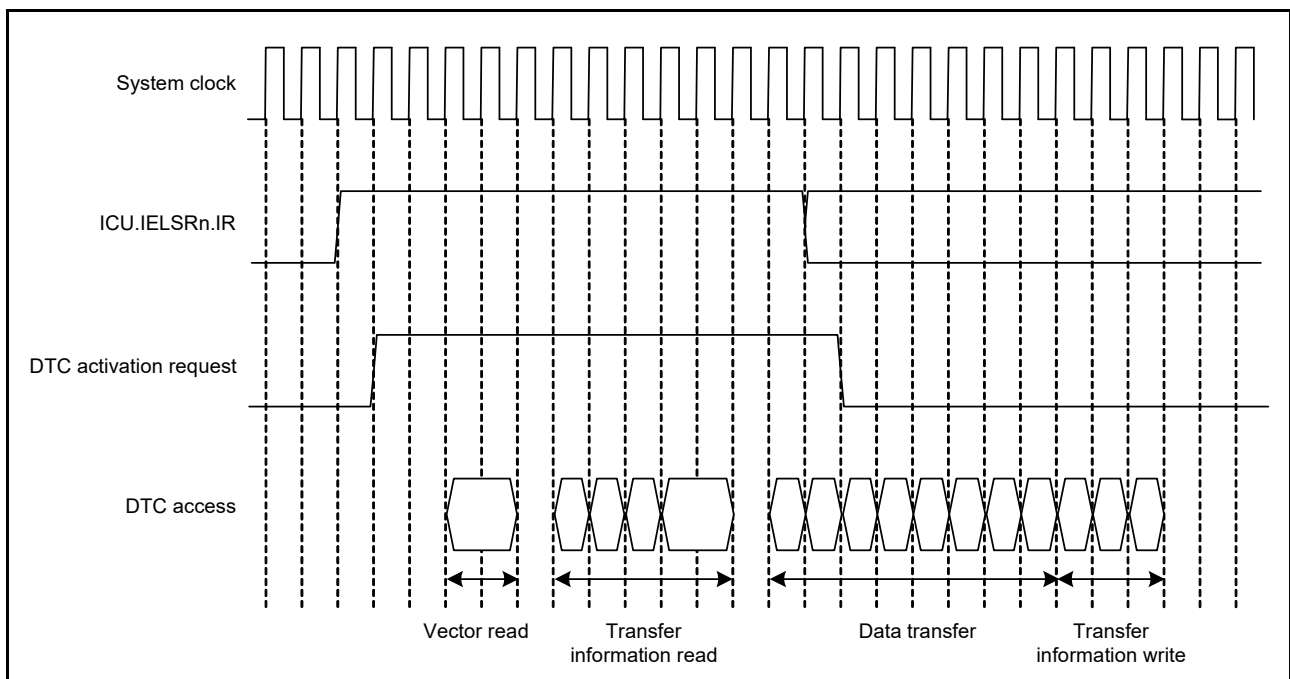 System clock
ICU.IELSRn.IR
DTC activation request
DTC access
Vector read
Transfer
information read
Data transfer
Transfer
information write